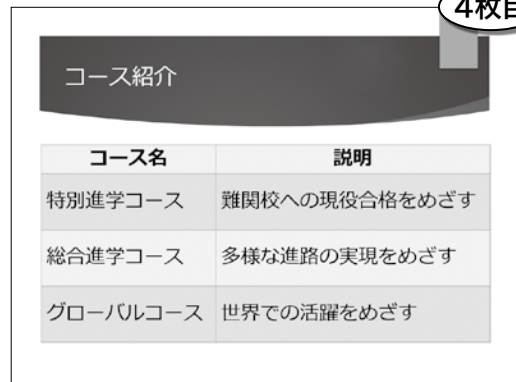 4枚目
コース紹介
コース名 説明
特別進学コース 難関校への現役合格をめざす
総合進学コース 多様な進路の実現をめざす
グローバルコース 世界での活躍をめざす